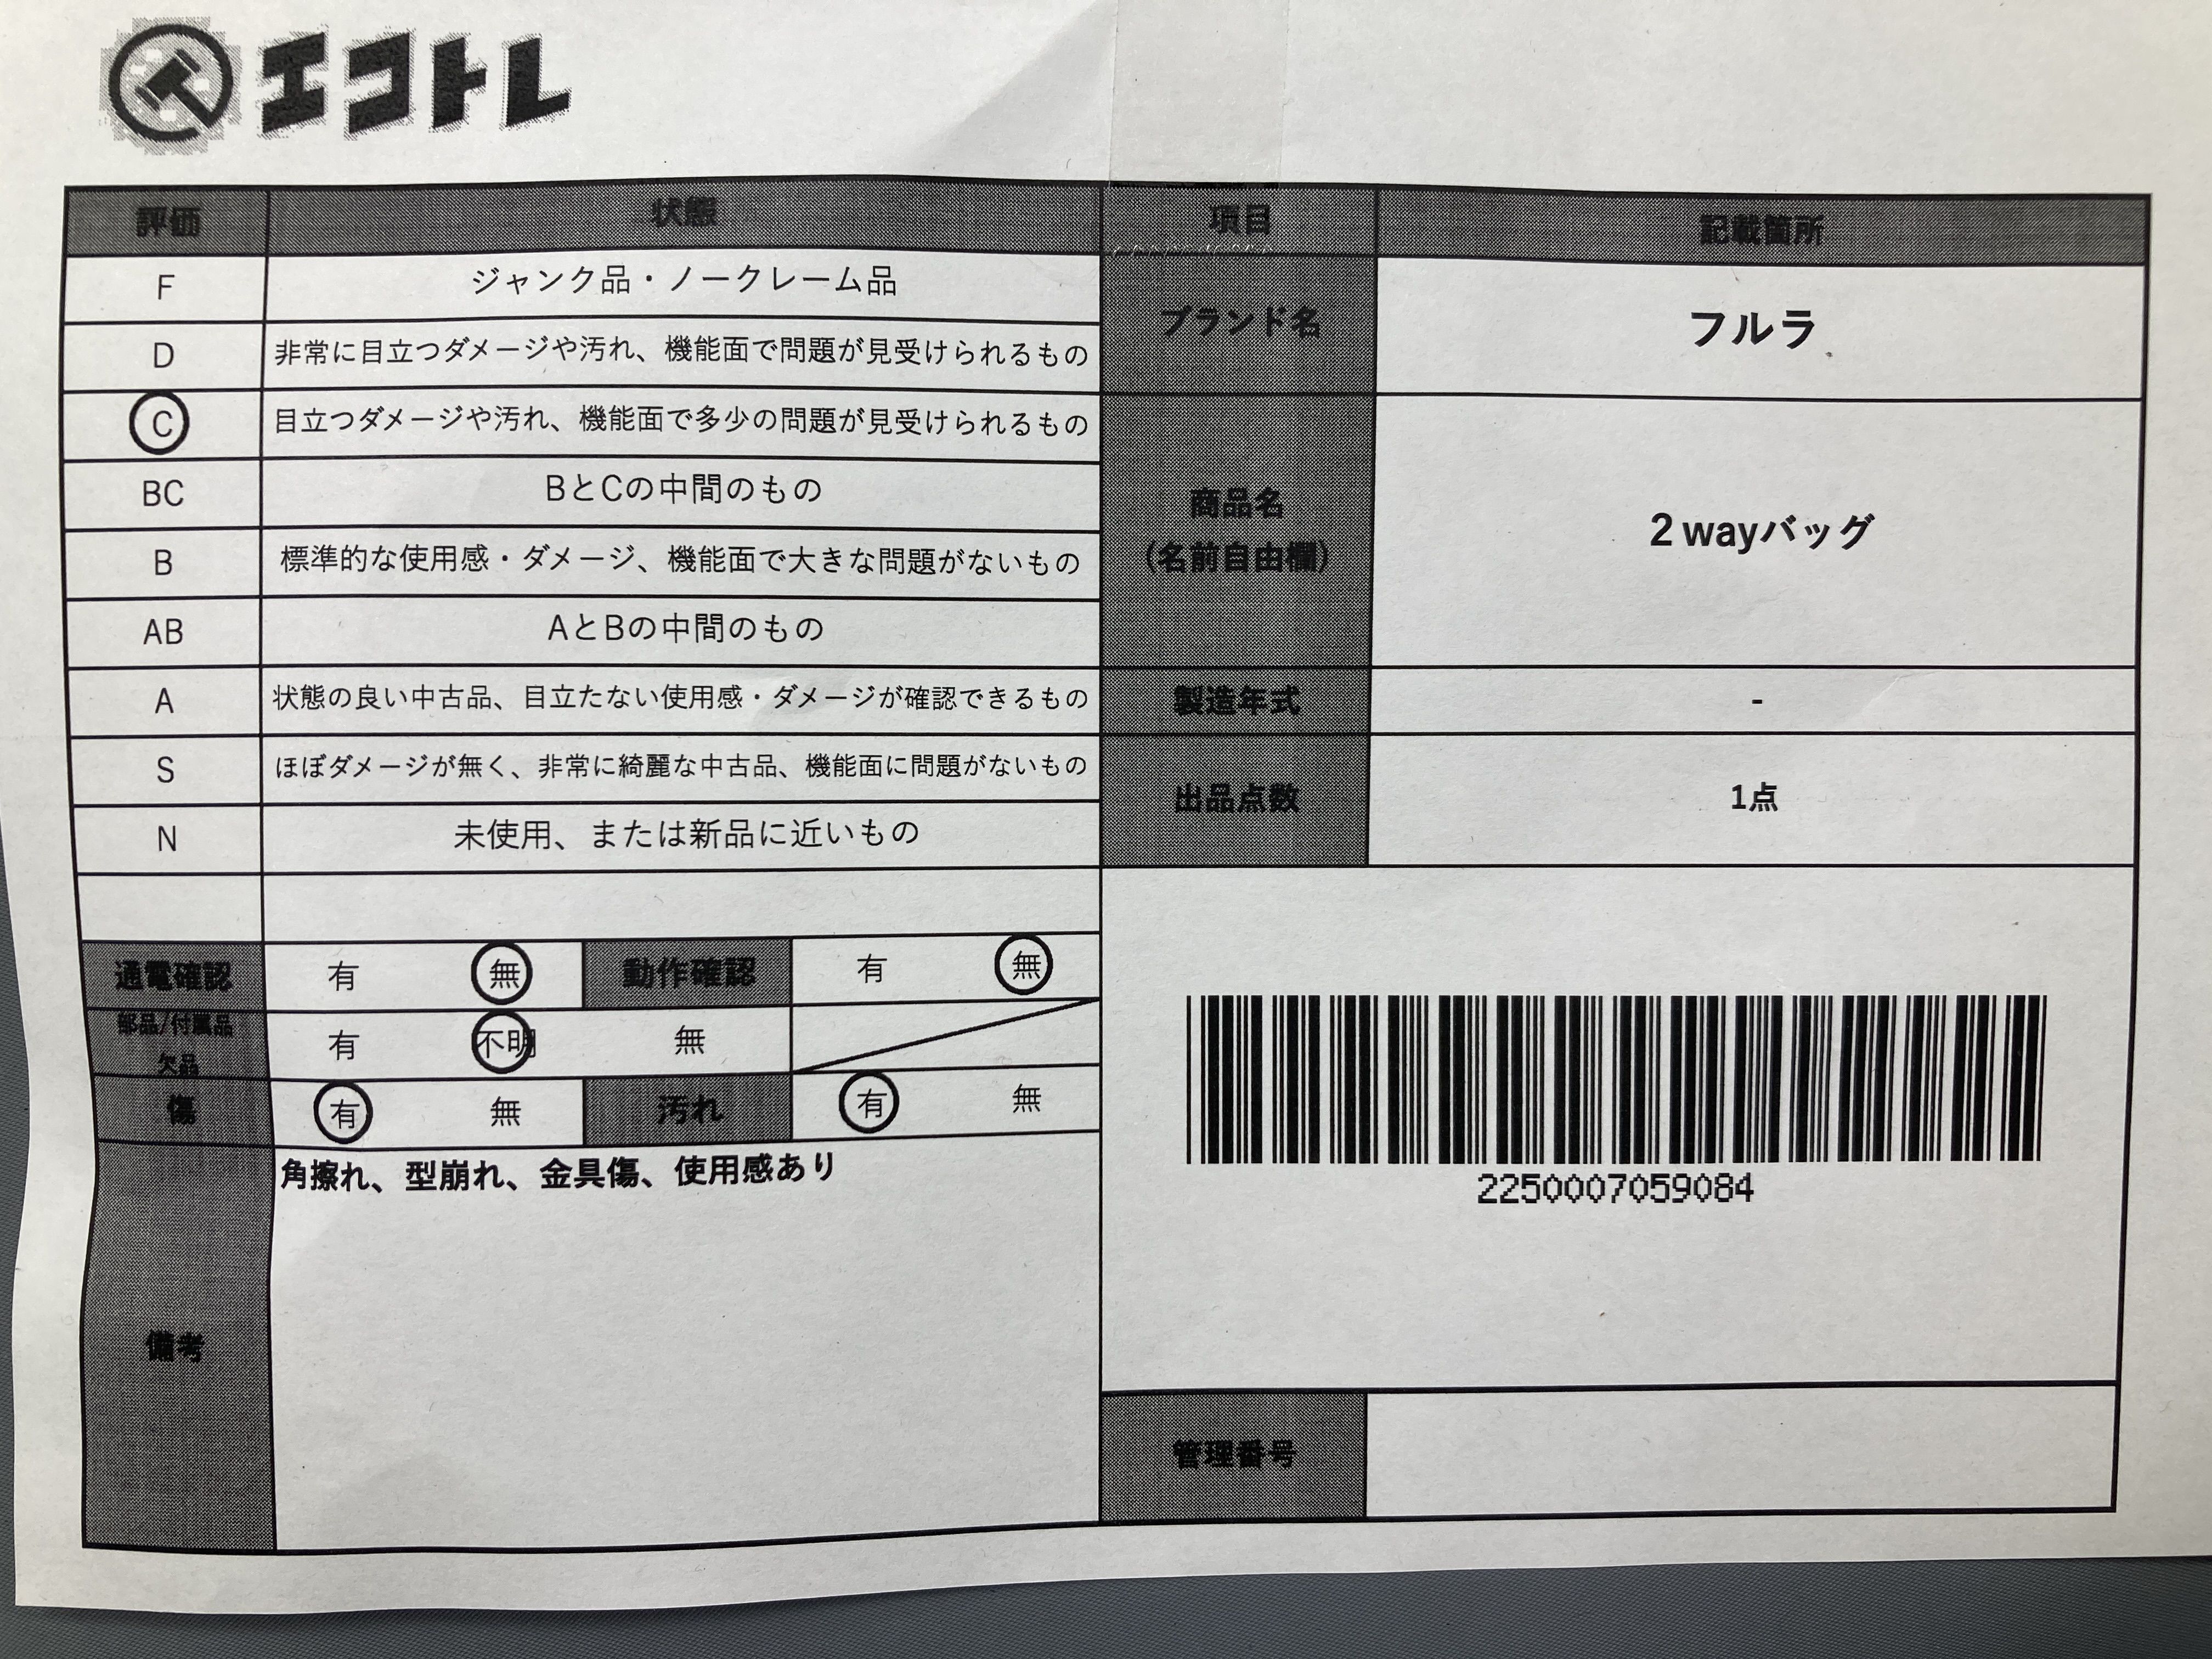 エコトレ
評価 状態 項目 記載箇所
F ジャンク品・ノークレーム品
D 非常に目立つダメージや汚れ、機能面で問題が見受けられるもの
ブランド名 フルラ
C 目立つダメージや汚れ、機能面で多少の問題が見受けられるもの
BC BとCの中間のもの
B 標準的な使用感・ダメージ、機能面で大きな問題がないもの
商品名
(名前自由欄)
2wayバッグ
AB AとBの中間のもの
A 状態の良い中古品、目立たない使用感・ダメージが確認できるもの
製造年式 -
S ほぼダメージが無く、非常に綺麗な中古品、機能面に問題がないもの
出品点数 1点
N 未使用、または新品に近いもの
通電確認 有 無 動作確認 有 無
部品/付属品
欠品
有 不明 無
傷 有 無 汚れ 有 無
備考
角擦れ、型崩れ、金具傷、使用感あり
2250007059084
管理番号